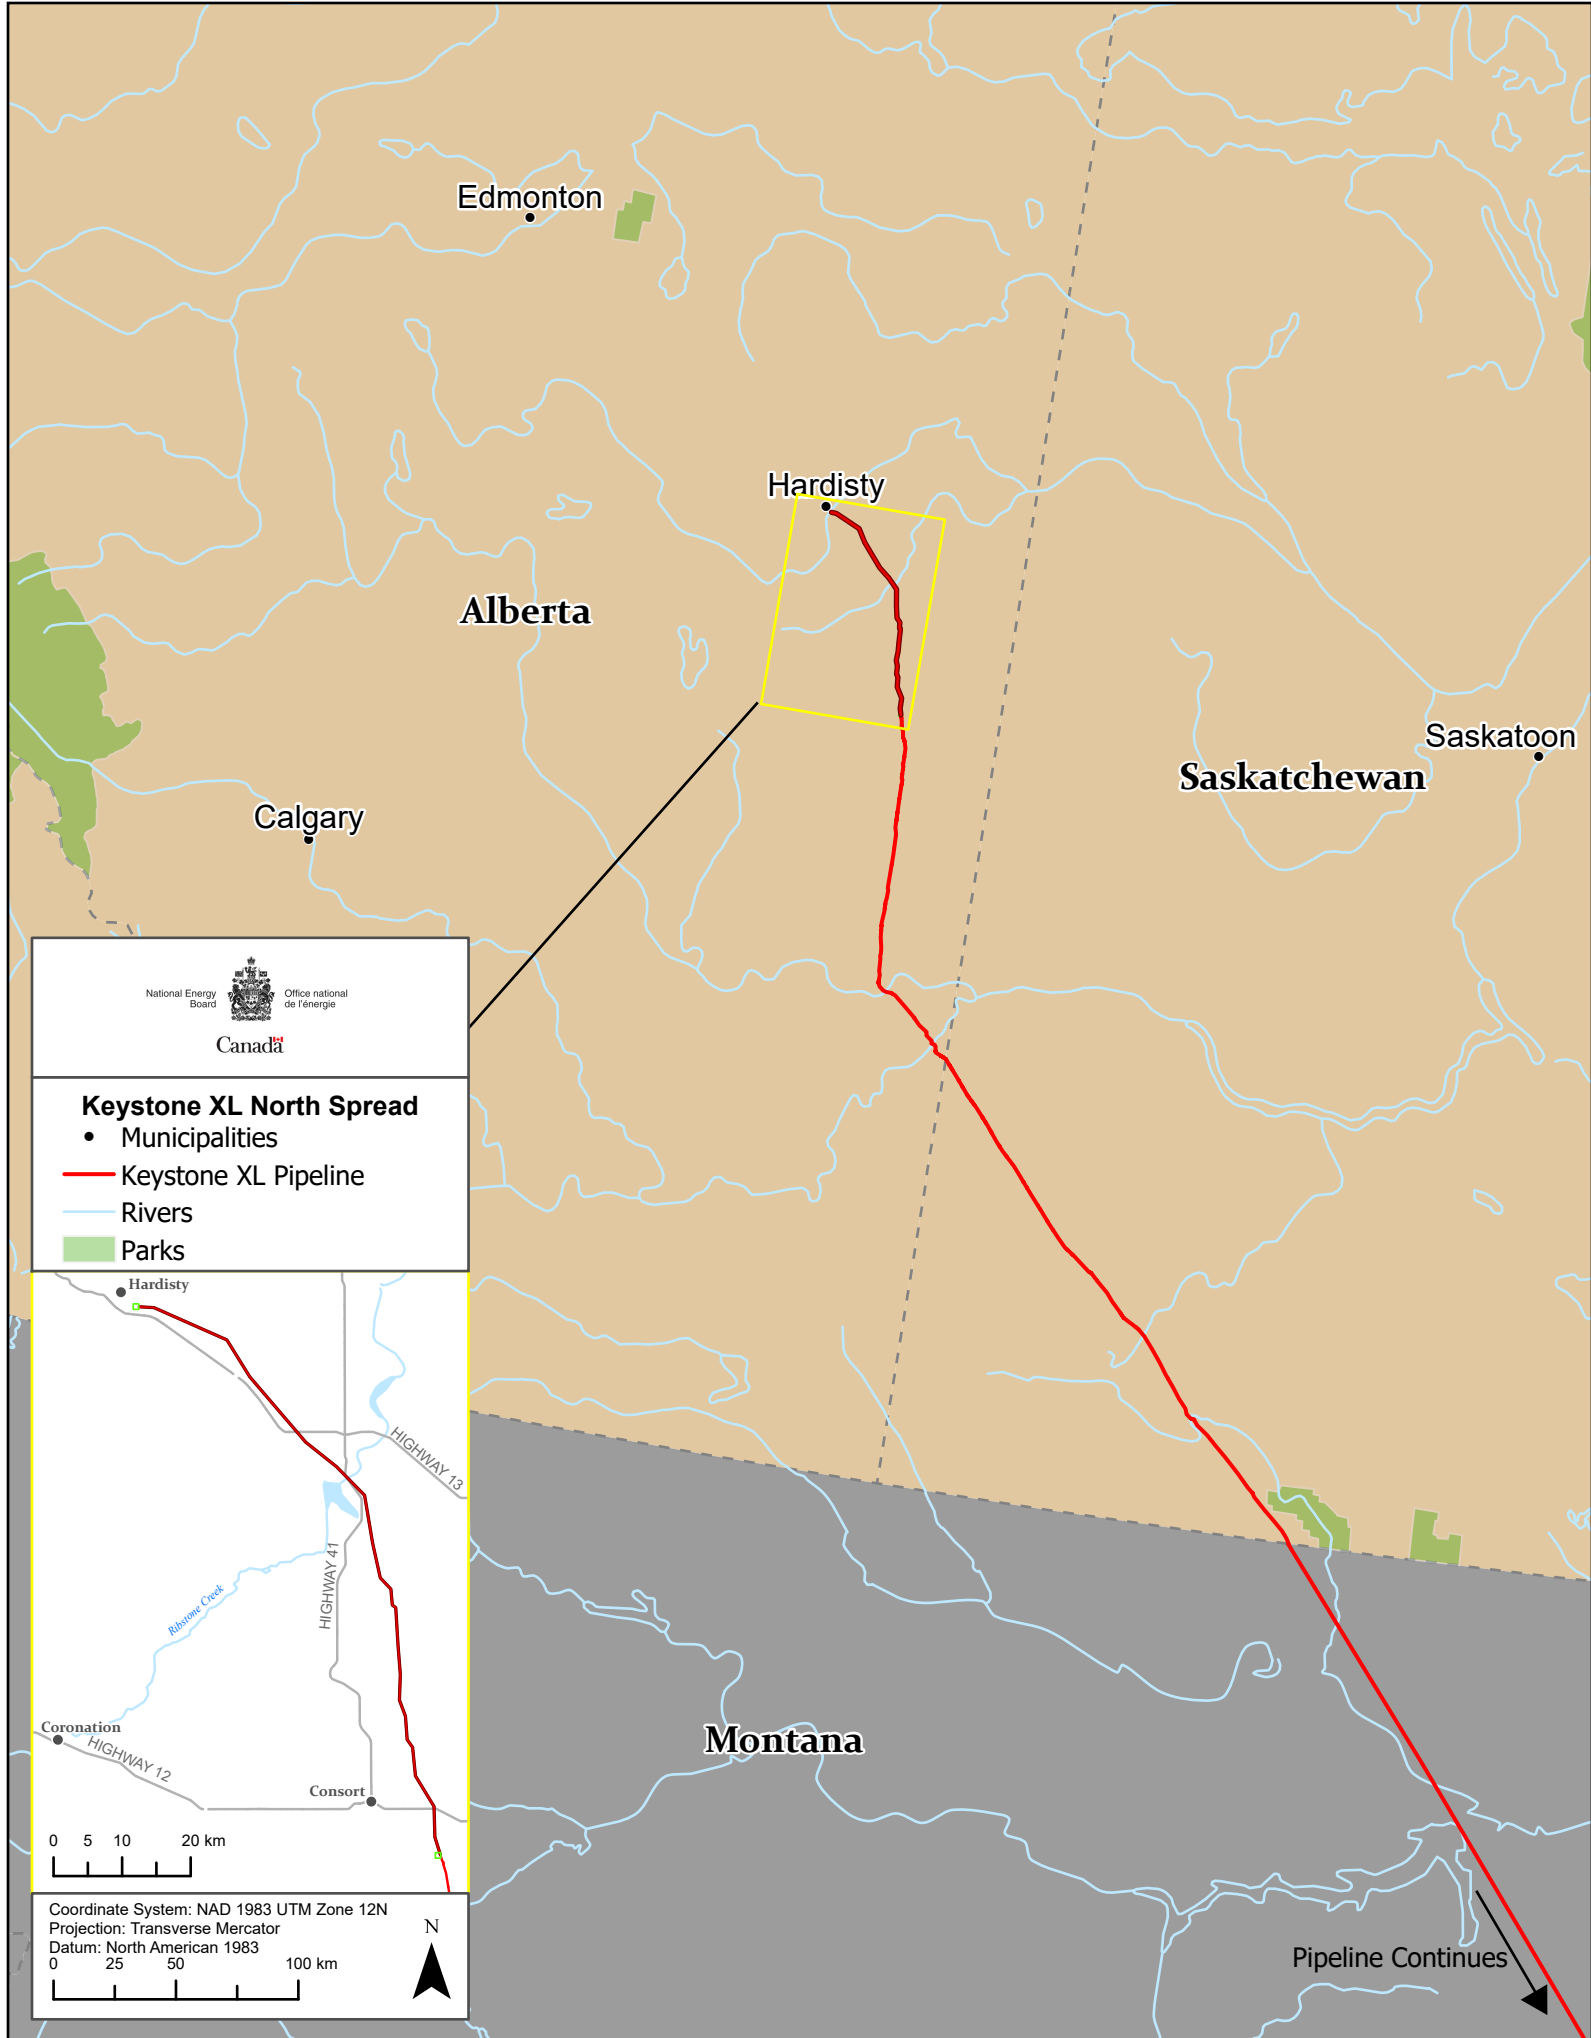 Edmonton
Hardisty
Alberta
Saskatoon
Saskatchewan
Calgary
National Energy
Board
Office national
de l'énergie
Canada
Keystone XL North Spread
Municipalities
Keystone XL Pipeline
Rivers
Parks
Hardisty
HIGHWAY 13
HIGHWAY 41
Ribstone Creek
Coronation
HIGHWAY 12
Consort
0 5 10 20 km
Coordinate System: NAD 1983 UTM Zone 12N
Projection: Transverse Mercator
Datum: North American 1983
0 25 50 100 km
N
Montana
Pipeline Continues